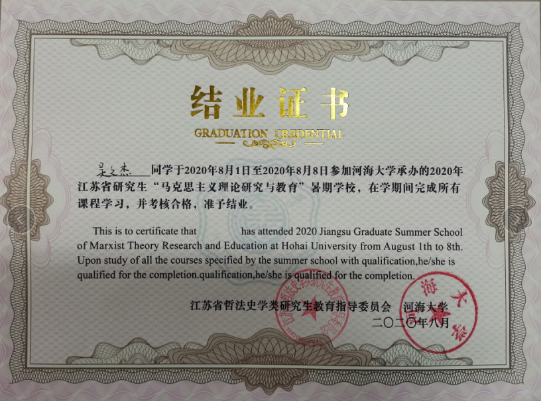 结业证书
GRADUATION CREDENTIAL
吴文杰 同学于2020年8月1日至2020年8月8日参加河海大学承办的2020年
江苏省研究生“马克思主义理论研究与教育”暑期学校，在学期间完成所有
课程学习，并考核合格，准予结业。
This is to certificate that has attended 2020 Jiangsu Graduate Summer School
of Marxist Theory Research and Education at Hohai University from August 1th to 8th.
Upon study of all the courses specified by the summer school with qualification,he/she is
qualified for the completion.qualification,he/she is qualified for the completion.
江苏省哲法史学类研究生教育指导委员会 河海大学
二〇二〇年八月
河海大学